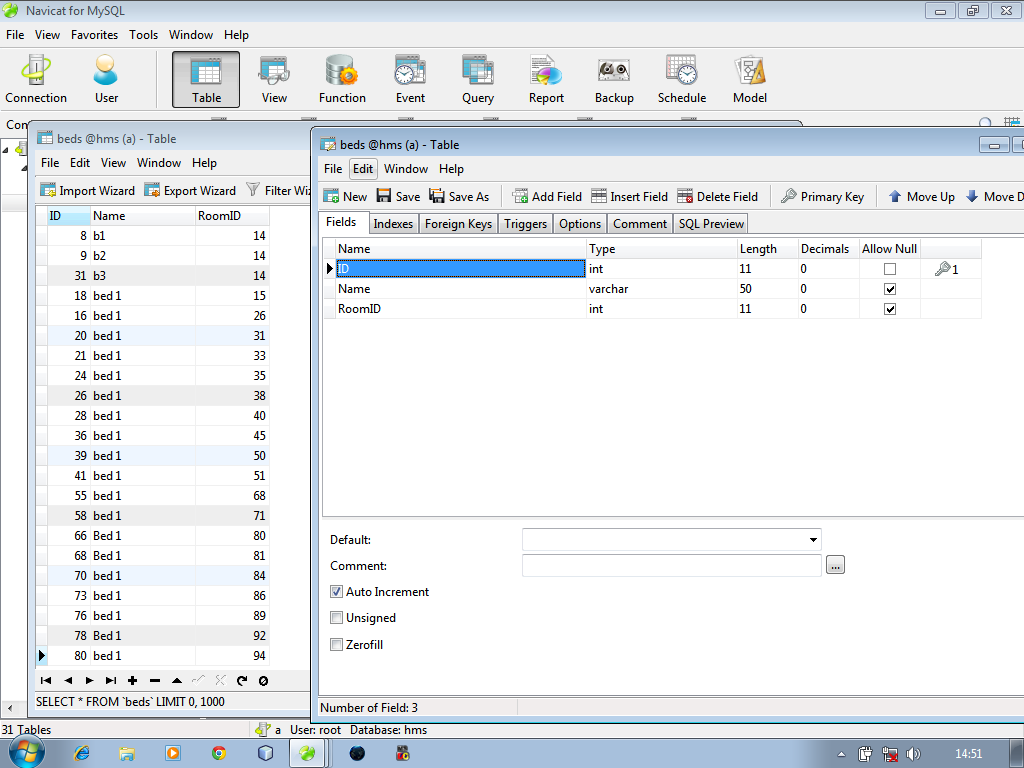 Navicat for MySQL
File View Favorites Tools Window Help
Connection User Table View Function Event Query Report Backup Schedule Model
beds @hms (a) - Table
File Edit View Window Help
Import Wizard Export Wizard
ID Name RoomID
8 b1 14
9 b2 14
31 b3 14
18 bed 1 15
16 bed 1 26
20 bed 1 31
21 bed 1 33
24 bed 1 35
26 bed 1 38
28 bed 1 40
36 bed 1 45
39 bed 1 50
41 bed 1 51
55 bed 1 68
58 bed 1 71
66 Bed 1 80
68 Bed 1 81
70 bed 1 84
73 bed 1 86
76 bed 1 89
78 Bed 1 92
80 bed 1 94
SELECT * FROM `beds` LIMIT 0, 1000
beds @hms (a) - Table
File Edit Window Help
New Save Save As Add Field Insert Field Delete Field Primary Key Move Up Move D
Fields Indexes Foreign Keys Triggers Options Comment SQL Preview
Name Type Length Decimals Allow Null
ID int 11 0 1
Name varchar 50 0
RoomID int 11 0
Default:
Comment: ...
Auto Increment
Unsigned
Zerofill
Number of Field: 3
31 Tables a User: root Database: hms
14:51